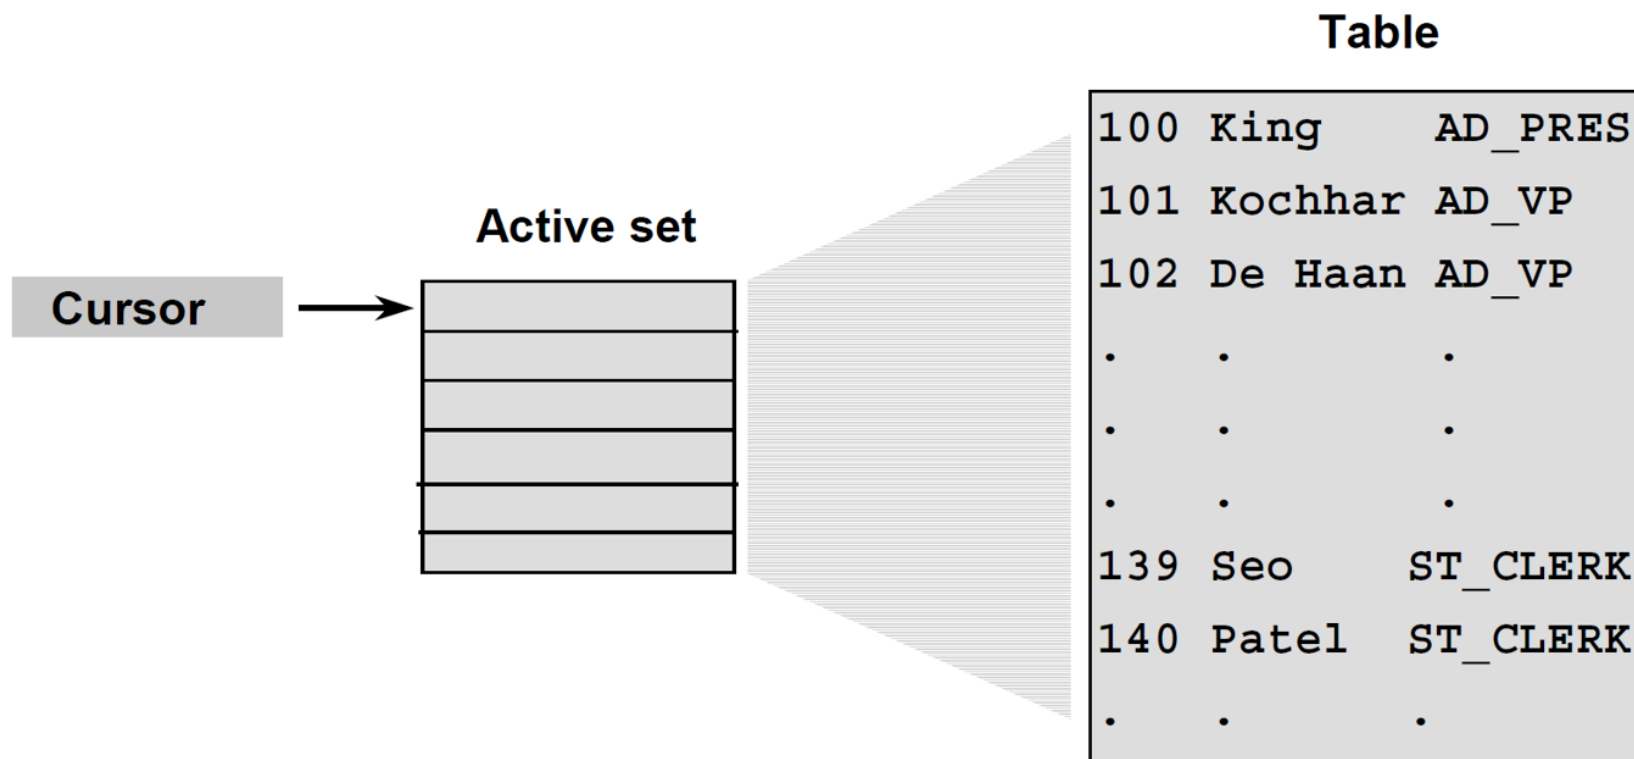 Table
Active set
Cursor
100 King AD_PRES
101 Kochhar AD_VP
102 De Haan AD_VP
. . .
. . .
. . .
139 Seo ST_CLERK
140 Patel ST_CLERK
. . .